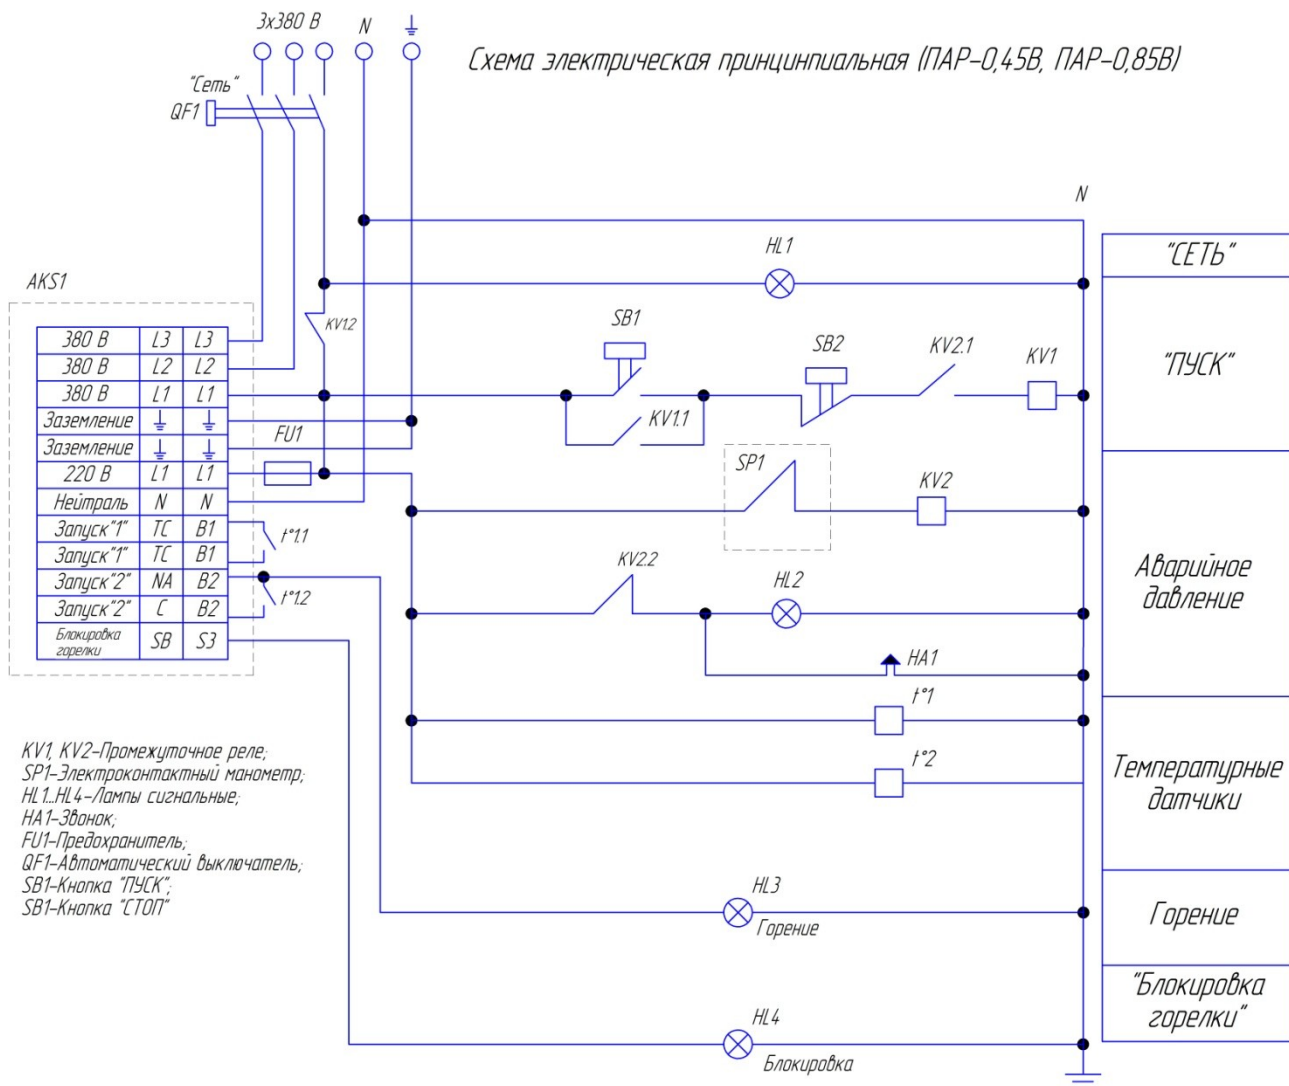 3х380 В
N
Схема электрическая принцинпиальная (ПАР-0,45В, ПАР-0,85В)
"Сеть"
QF1
N
HL1
"СЕТЬ"
AKS1
KV1.2
SB1
SB2
KV2.1
KV1
"ПУСК"
KV1.1
380 В L3 L3
380 В L2 L2
380 В L1 L1
Заземление
Заземление
220 В L1 L1
Нейтраль N N
Запуск"1" TC B1
Запуск"1" TC B1
Запуск"2" NA B2
Запуск"2" C B2
Блокировка
горелки
SB S3
FU1
t°1.1
t°1.2
SP1
KV2
KV2.2
HL2
HA1
Аварийное
давление
t°1
t°2
Температурные
датчики
KV1, KV2-Промежуточное реле;
SP1-Электроконтактный манометр;
HL1...HL4-Лампы сигнальные;
HA1-Звонок;
FU1-Предохранитель;
QF1-Автоматический выключатель;
SB1-Кнопка "ПУСК";
SB1-Кнопка "СТОП"
HL3
Горение
Горение
HL4
Блокировка
"Блокировка
горелки"